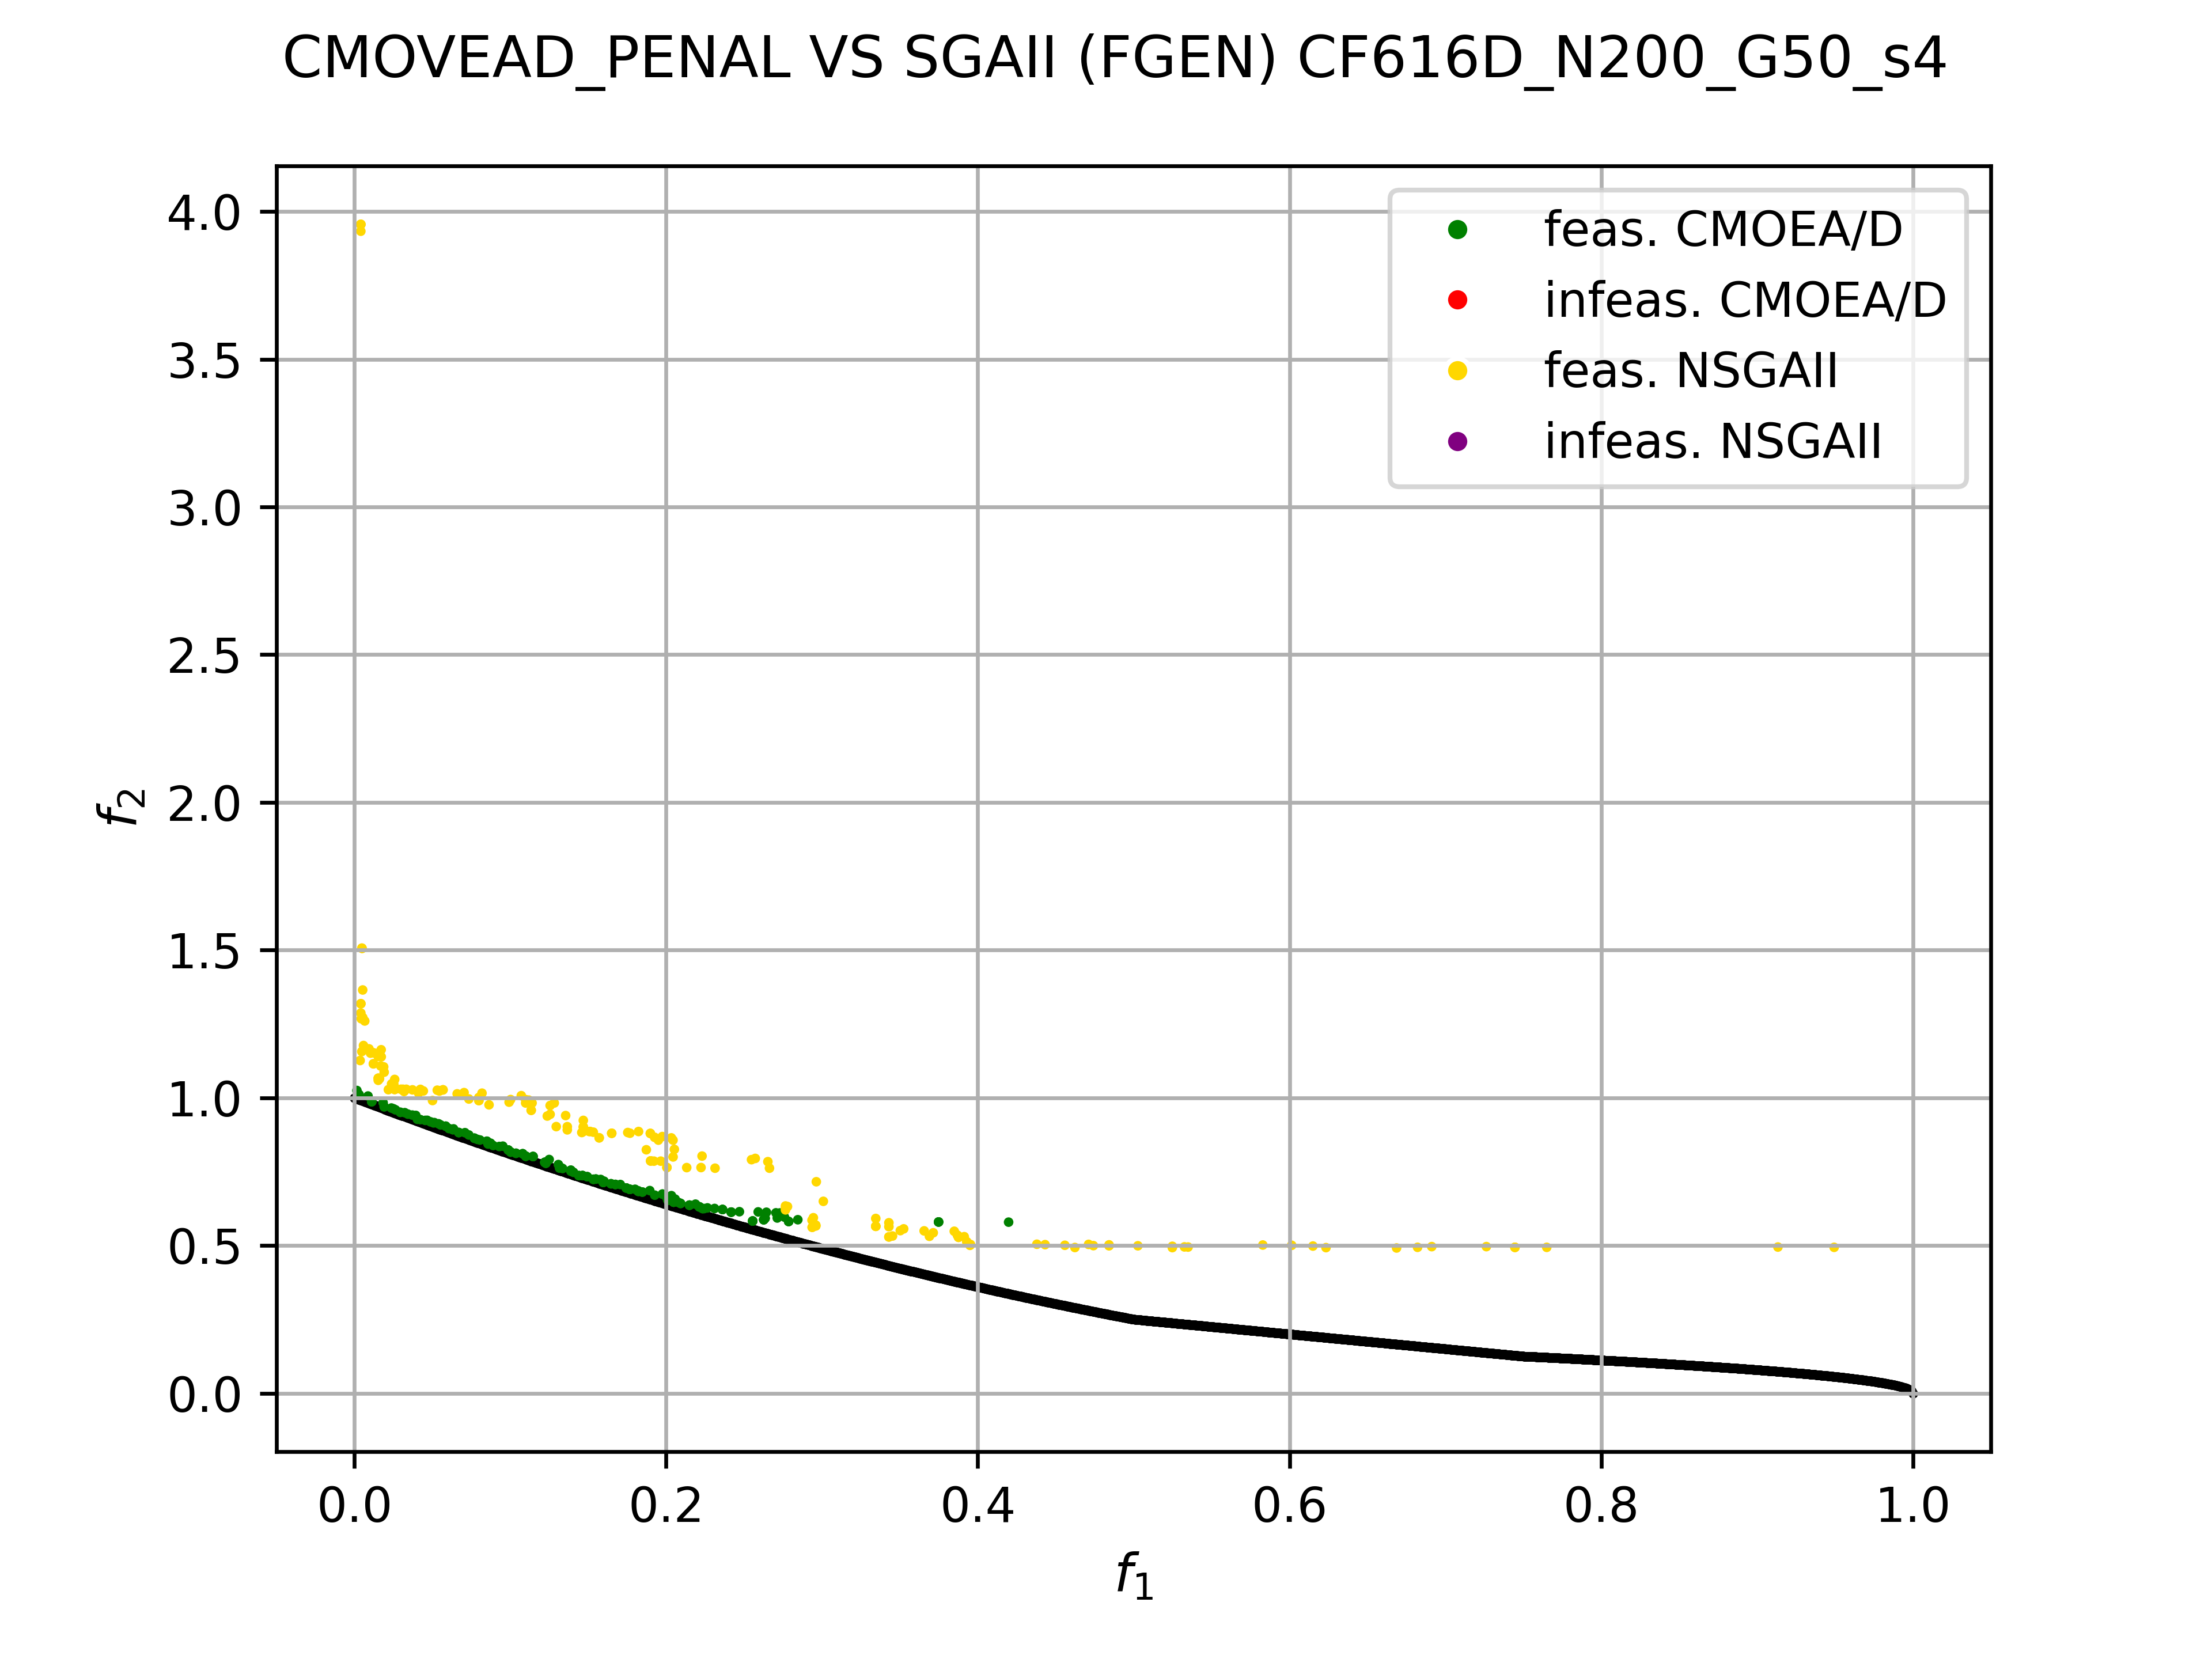 CMOVEAD_PENAL VS SGAII (FGEN) CF616D_N200_G50_s4
4.0
3.5
3.0
2.5
2.0
1.5
1.0
0.5
0.0
f2
feas. CMOEA/D
infeas. CMOEA/D
feas. NSGAII
infeas. NSGAII
0.0 0.2 0.4 0.6 0.8 1.0
f1